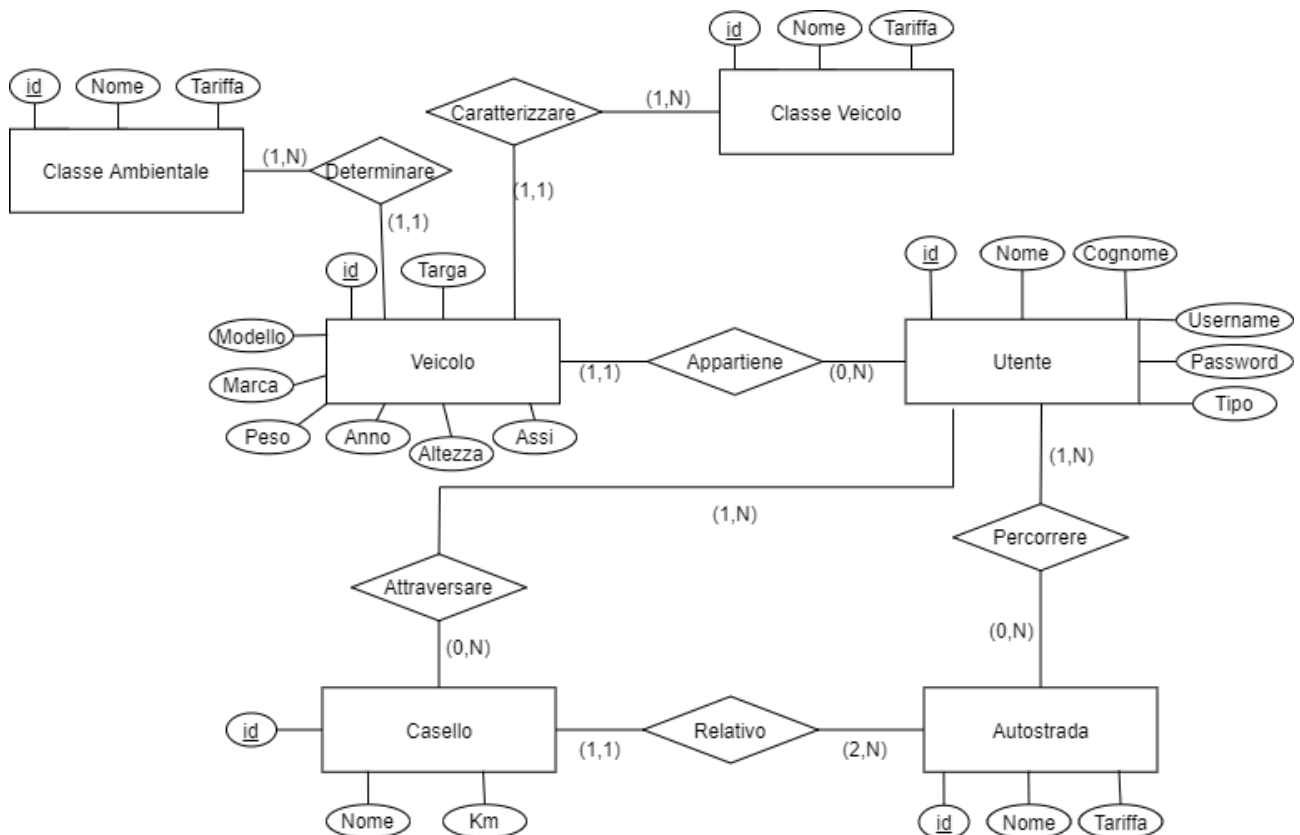 id
Nome
Tariffa
Classe Veicolo
id
Nome
Tariffa
Classe Ambientale
(1,N)
Determinare
(1,1)
Caratterizzare
(1,N)
(1,1)
id
Targa
Modello
Marca
Peso
Anno
Altezza
Assi
Veicolo
(1,1)
Appartiene
(0,N)
id
Nome
Cognome
Username
Password
Tipo
Utente
(1,N)
(1,N)
Percorrere
(0,N)
Attraversare
(0,N)
id
Casello
Nome
Km
(1,1)
Relativo
(2,N)
Autostrada
id
Nome
Tariffa